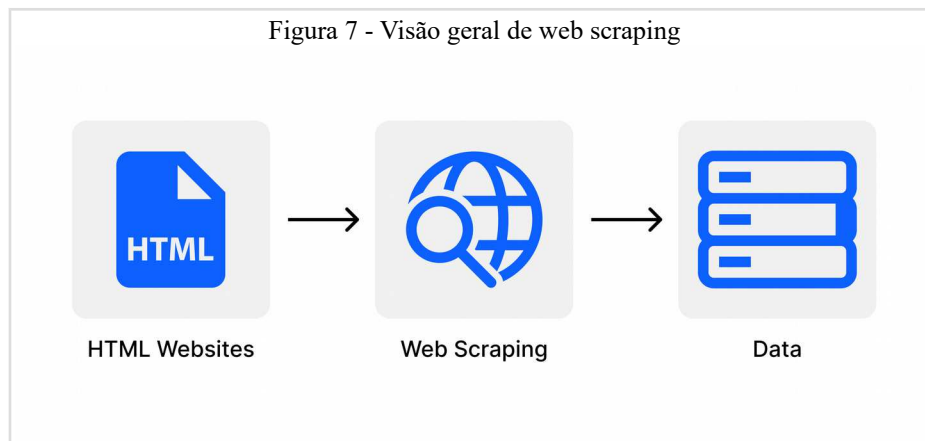 Figura 7 - Visão geral de web scraping
HTML
HTML Websites
Web Scraping
Data